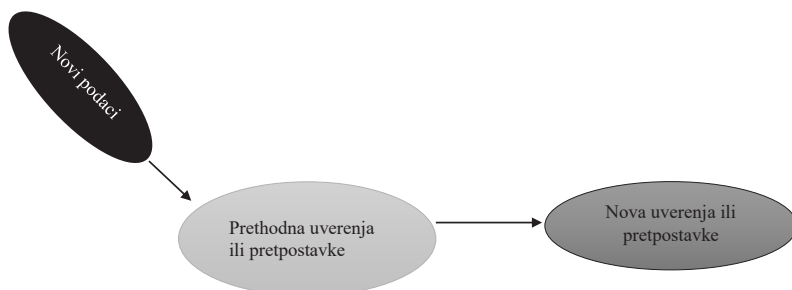 Novi podaci
Prethodna uverenja
ili pretpostavke
Nova uverenja ili
pretpostavke